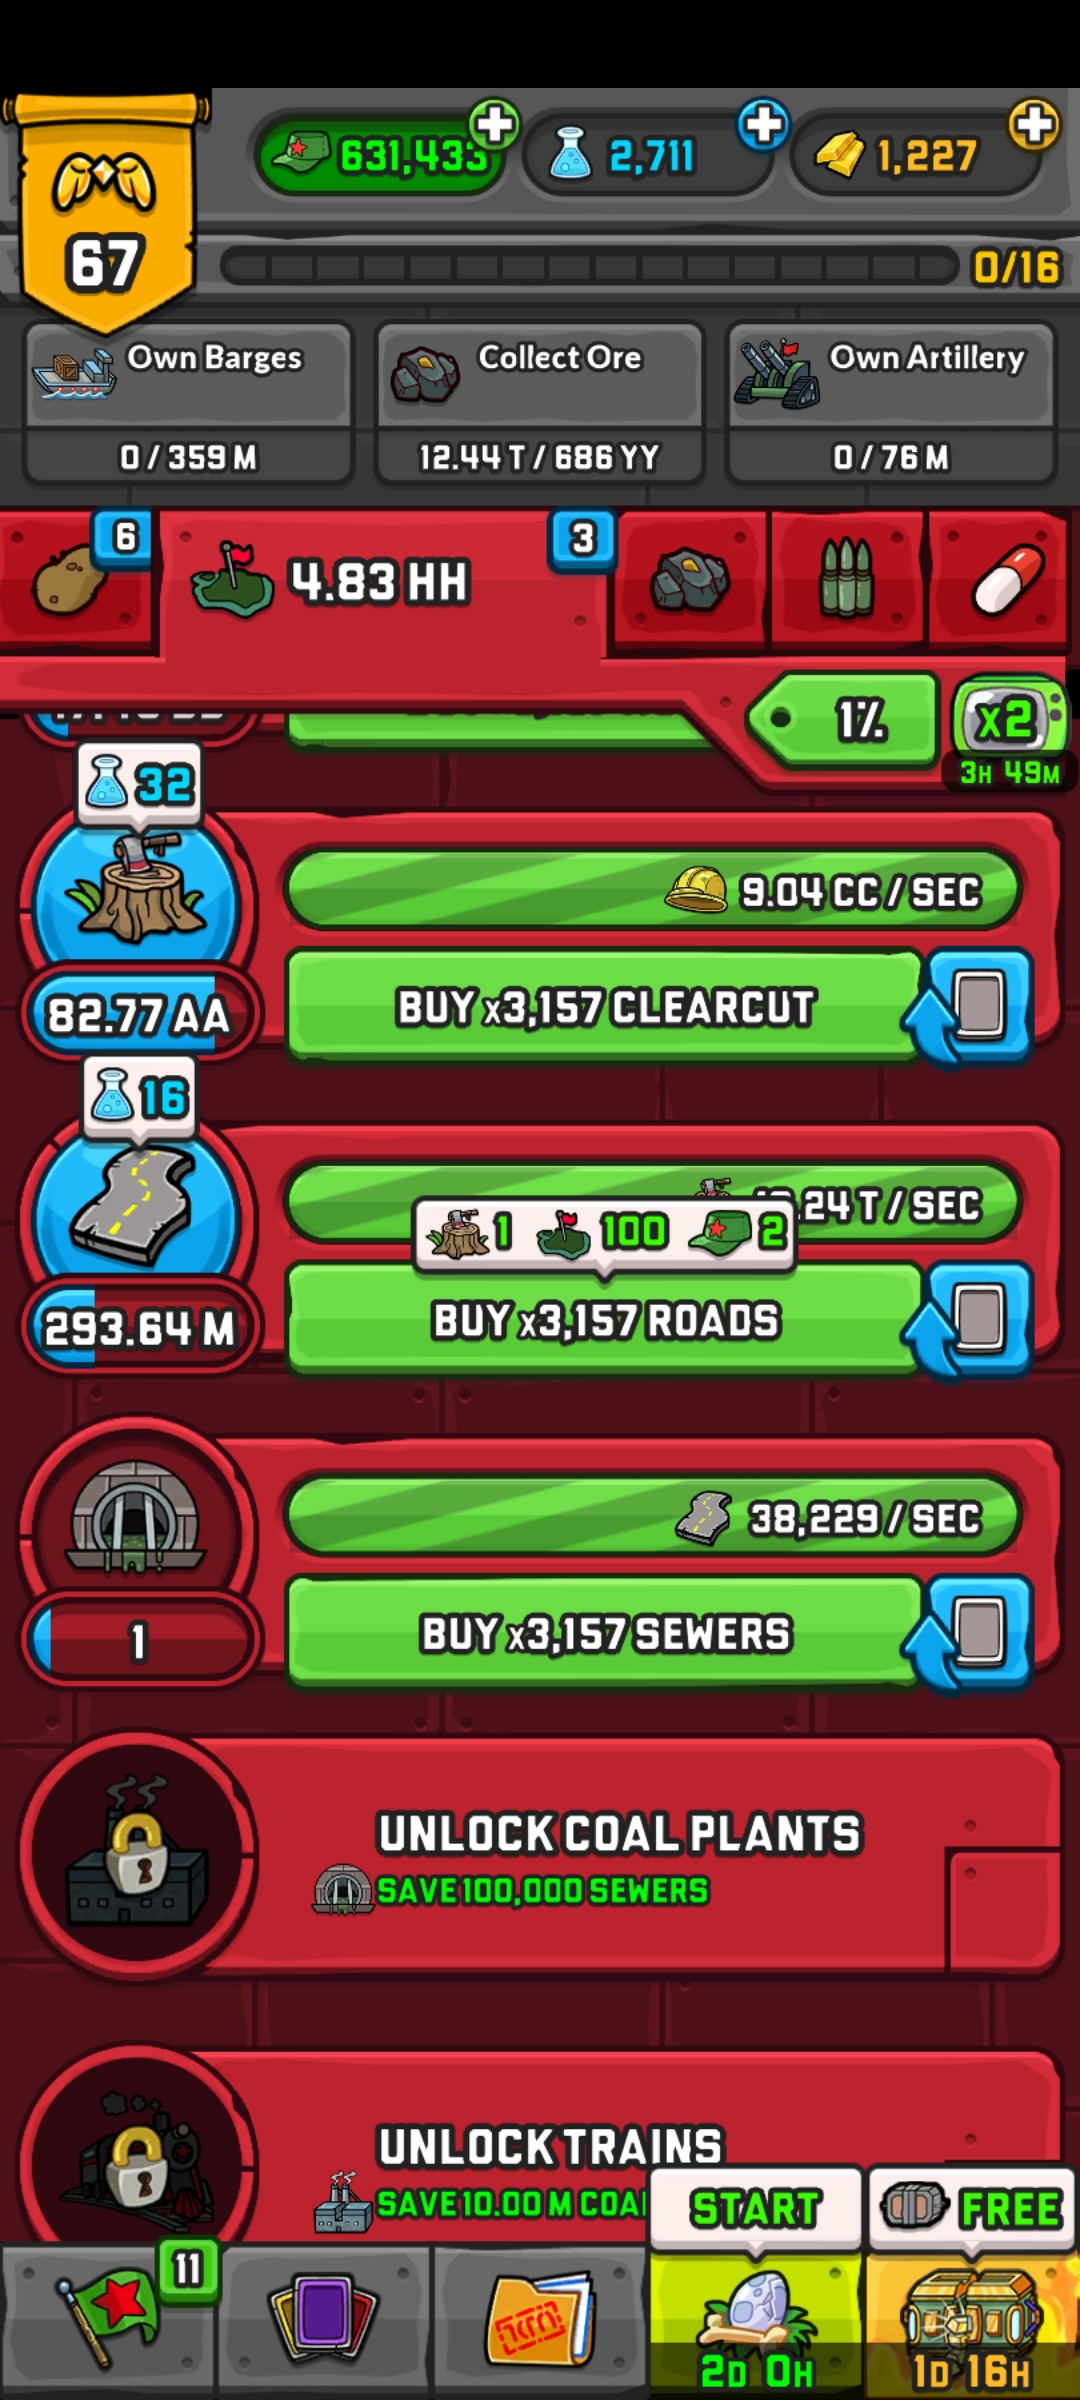 631,433
2,711
1,227
67
0/16
Own Barges
Collect Ore
Own Artillery
0 / 359 M
12.44 T / 686 YY
0 / 76 M
6
4.83 HH
3
1%
x2
3H 49M
32
9.04 CC / SEC
BUY x3,157 CLEARCUT
82.77 AA
16
.24 T / SEC
1 100 2
BUY x3,157 ROADS
293.64 M
38,229 / SEC
BUY x3,157 SEWERS
1
UNLOCK COAL PLANTS
SAVE 100,000 SEWERS
UNLOCK TRAINS
SAVE 10.00 M COAL
START
FREE
11
2D 0H
1D 16H